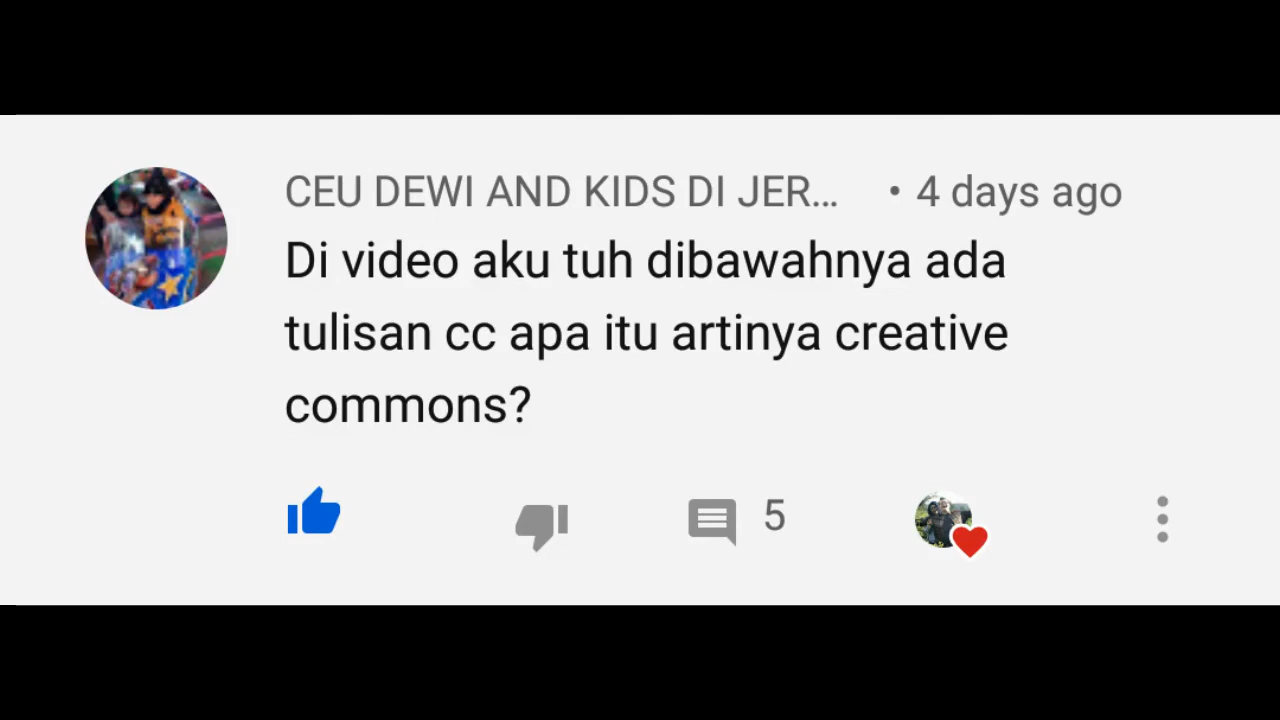 CEU DEWI AND KIDS DI JER... • 4 days ago
Di video aku tuh dibawahnya ada
tulisan cc apa itu artinya creative
commons?
5